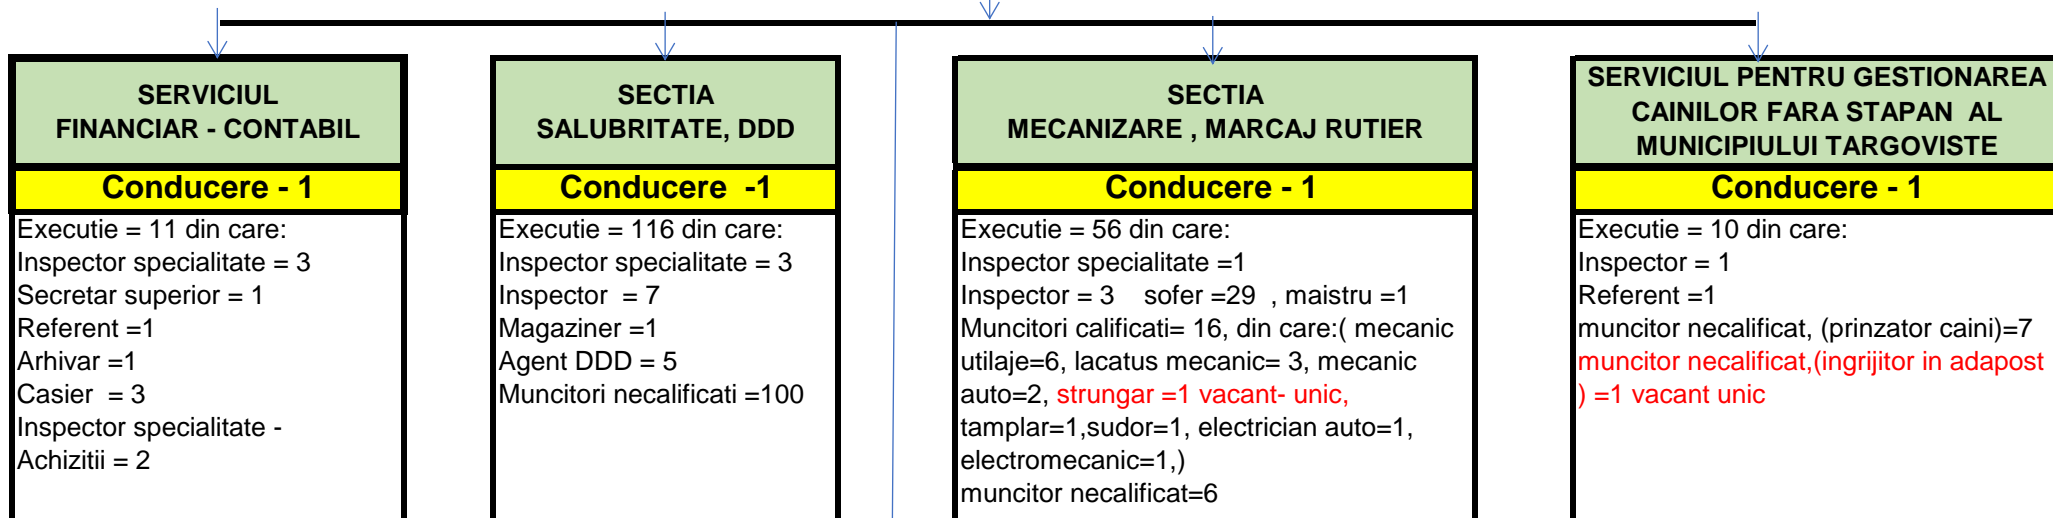 SERVICIUL
FINANCIAR - CONTABIL
Conducere - 1
Executie = 11 din care:
Inspector specialitate = 3
Secretar superior = 1
Referent =1
Arhivar =1
Casier  = 3
Inspector specialitate -
Achizitii = 2
SECTIA
SALUBRITATE, DDD
Conducere  -1
Executie = 116 din care:
Inspector specialitate = 3
Inspector  = 7
Magaziner =1
Agent DDD = 5
Muncitori necalificati =100
SECTIA
MECANIZARE , MARCAJ RUTIER
Conducere - 1
Executie = 56 din care:
Inspector specialitate =1
Inspector = 3    sofer =29  , maistru =1
Muncitori calificati= 16, din care:( mecanic
utilaje=6, lacatus mecanic= 3, mecanic
auto=2, strungar =1 vacant- unic,
tamplar=1,sudor=1, electrician auto=1,
electromecanic=1,)
muncitor necalificat=6
SERVICIUL PENTRU GESTIONAREA
CAINILOR FARA STAPAN  AL
MUNICIPIULUI TARGOVISTE
Conducere - 1
Executie = 10 din care:
Inspector = 1
Referent =1
muncitor necalificat, (prinzator caini)=7
muncitor necalificat,(ingrijitor in adapost
) =1 vacant unic